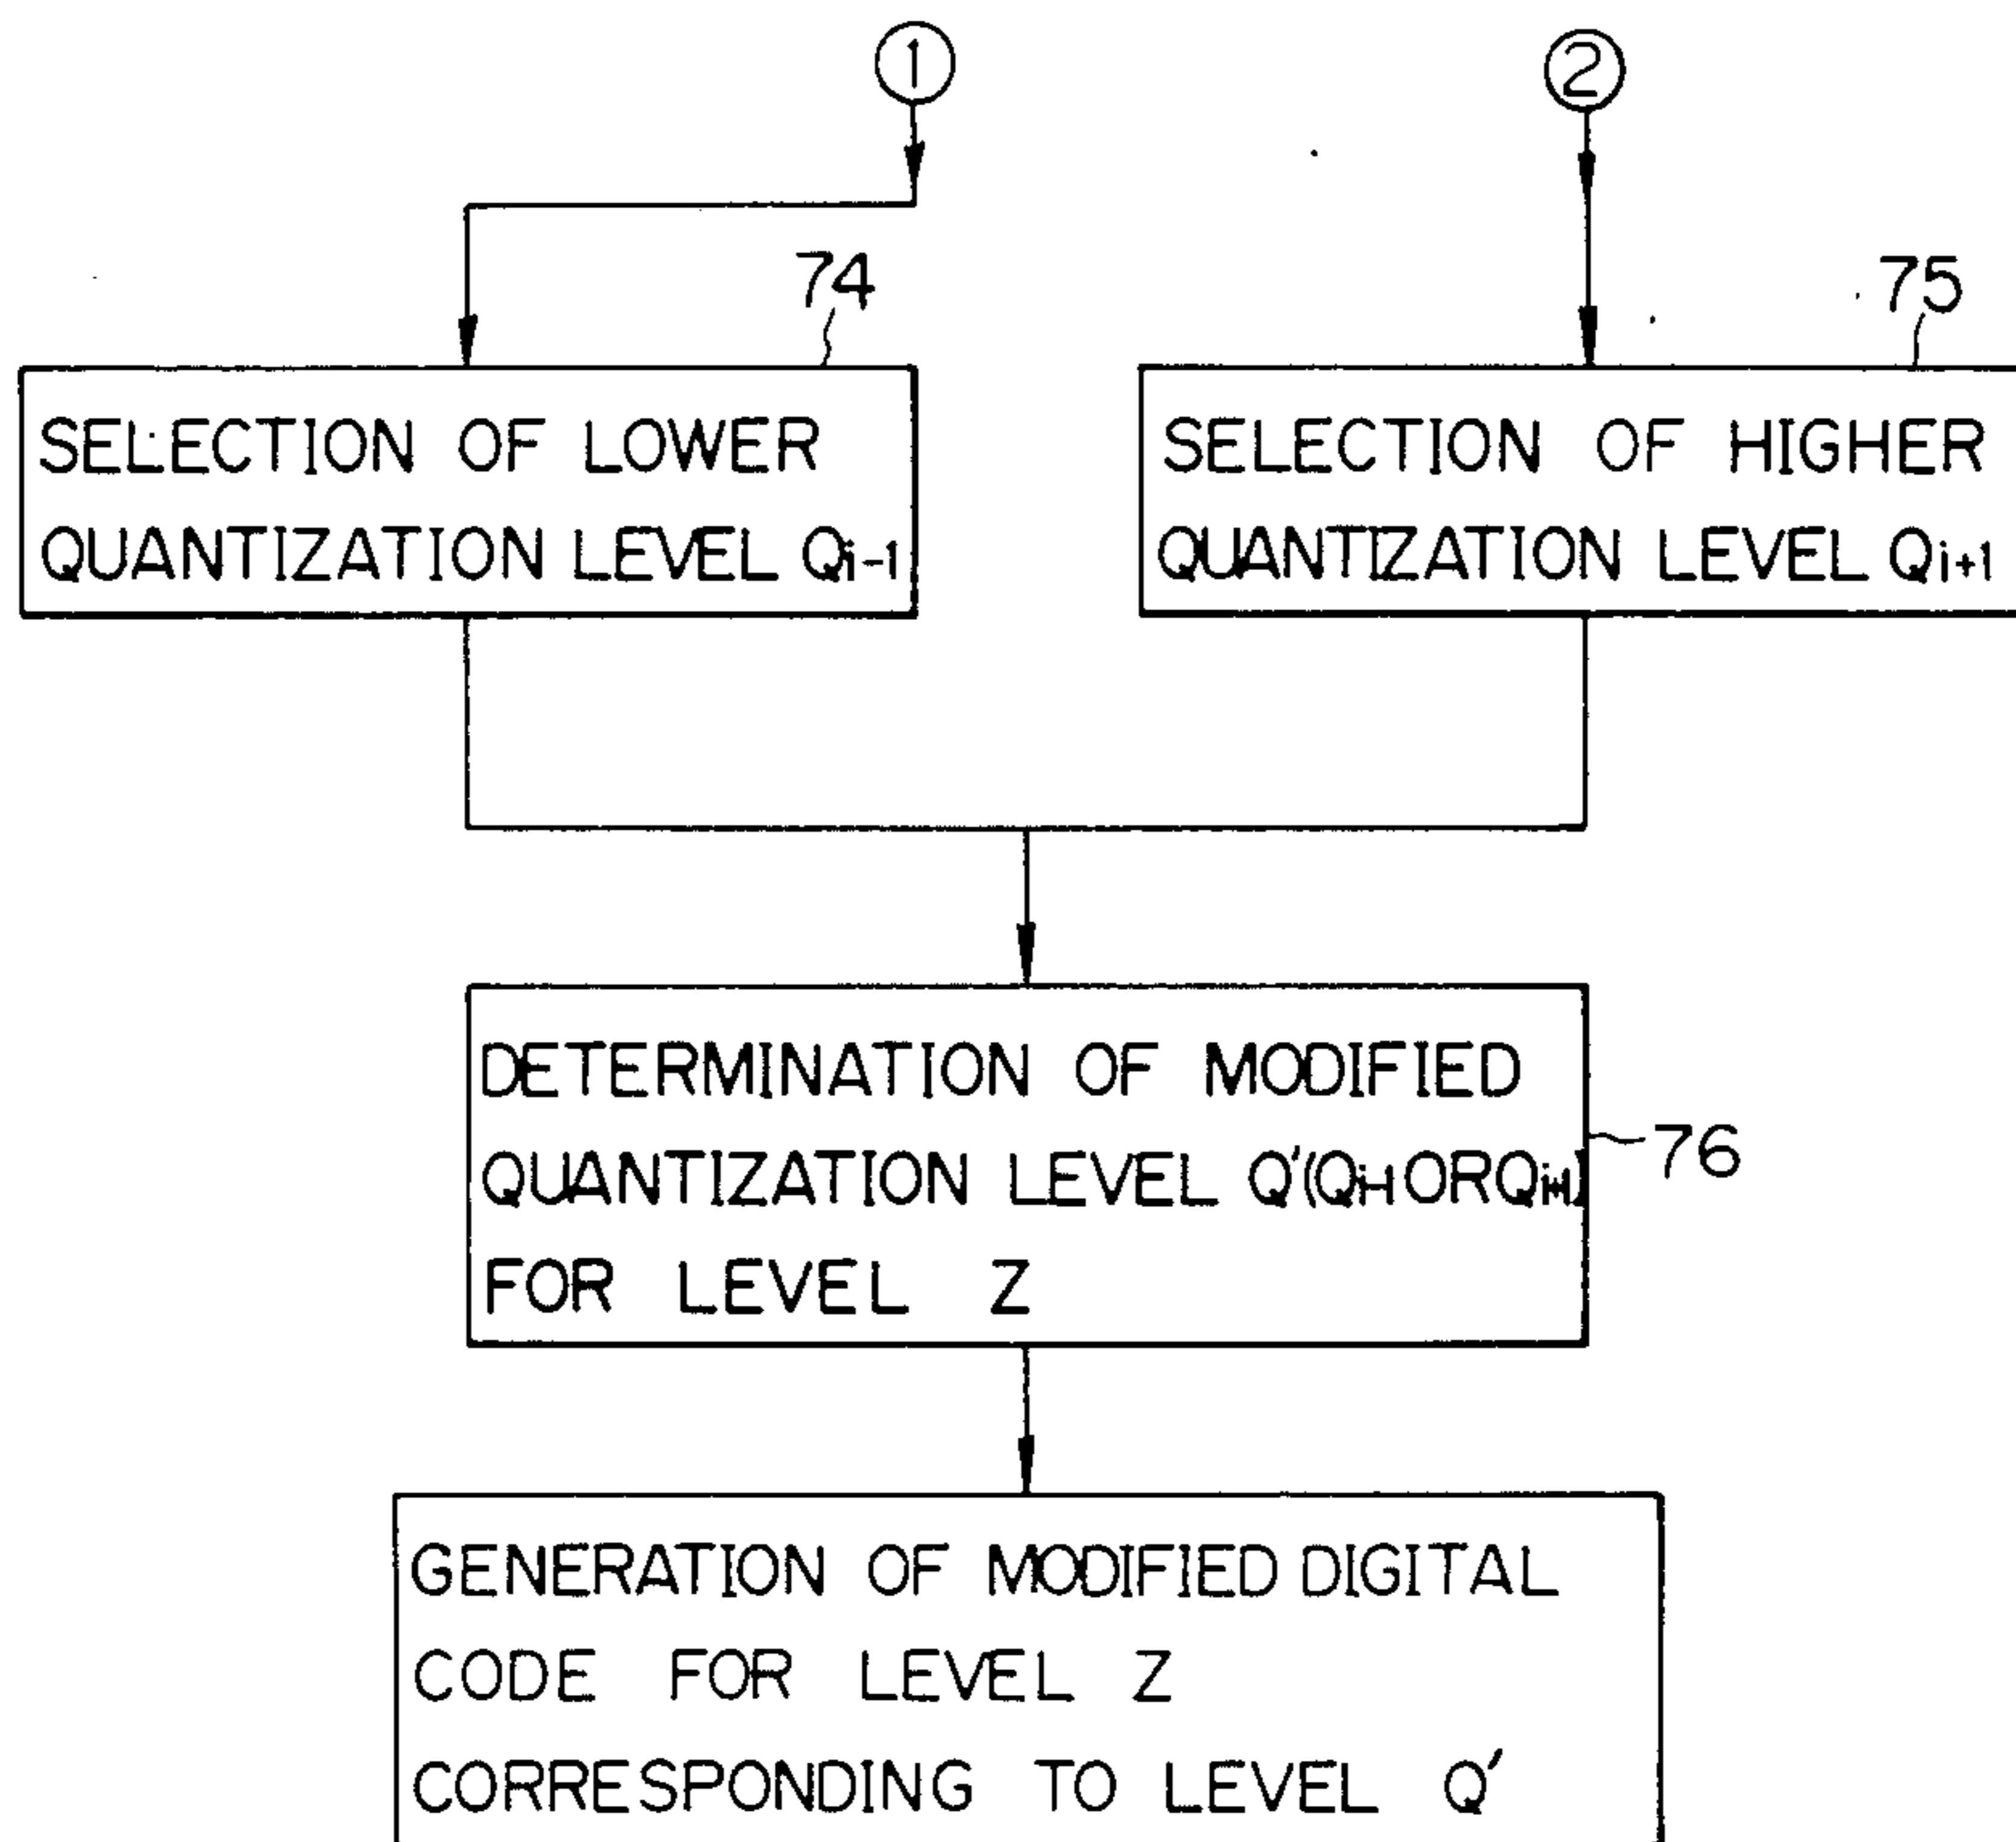 1
2
74
75
SELECTION OF LOWER
QUANTIZATION LEVEL Qi-1
SELECTION OF HIGHER
QUANTIZATION LEVEL Qi+1
DETERMINATION OF MODIFIED
QUANTIZATION LEVEL Q'(Qi-1 OR Qi+1)
FOR LEVEL Z
76
GENERATION OF MODIFIED DIGITAL
CODE FOR LEVEL Z
CORRESPONDING TO LEVEL Q'